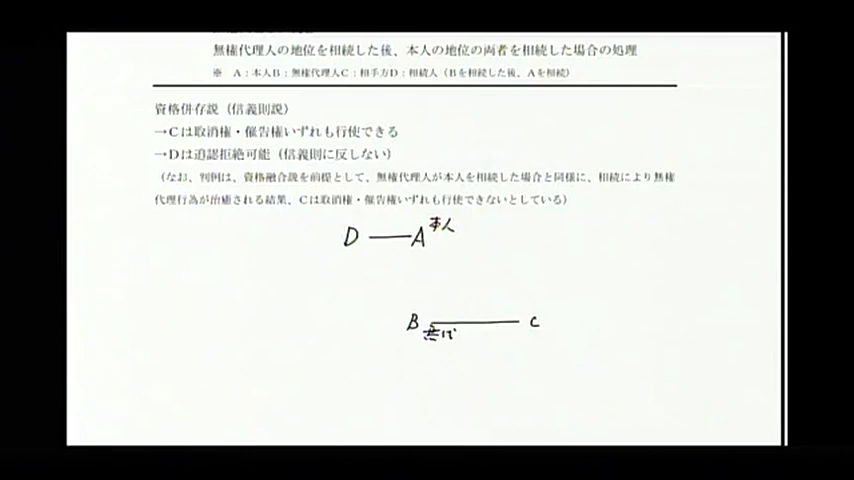 無権代理人の地位を相続した後、本人の地位の両者を相続した場合の処理
※ A:本人B:無権代理人C:相手方D:相続人(Bを相続した後、Aを相続)
資格併存説(信義則説)
→Cは取消権・催告権いずれも行使できる
→Dは追認拒絶可能(信義則に反しない)
(なお、判例は、資格融合説を前提として、無権代理人が本人を相続した場合と同様に、相続により無権
代理行為が治癒される結果、Cは取消権・催告権いずれも行使できないとしている)
D A 本人
B C